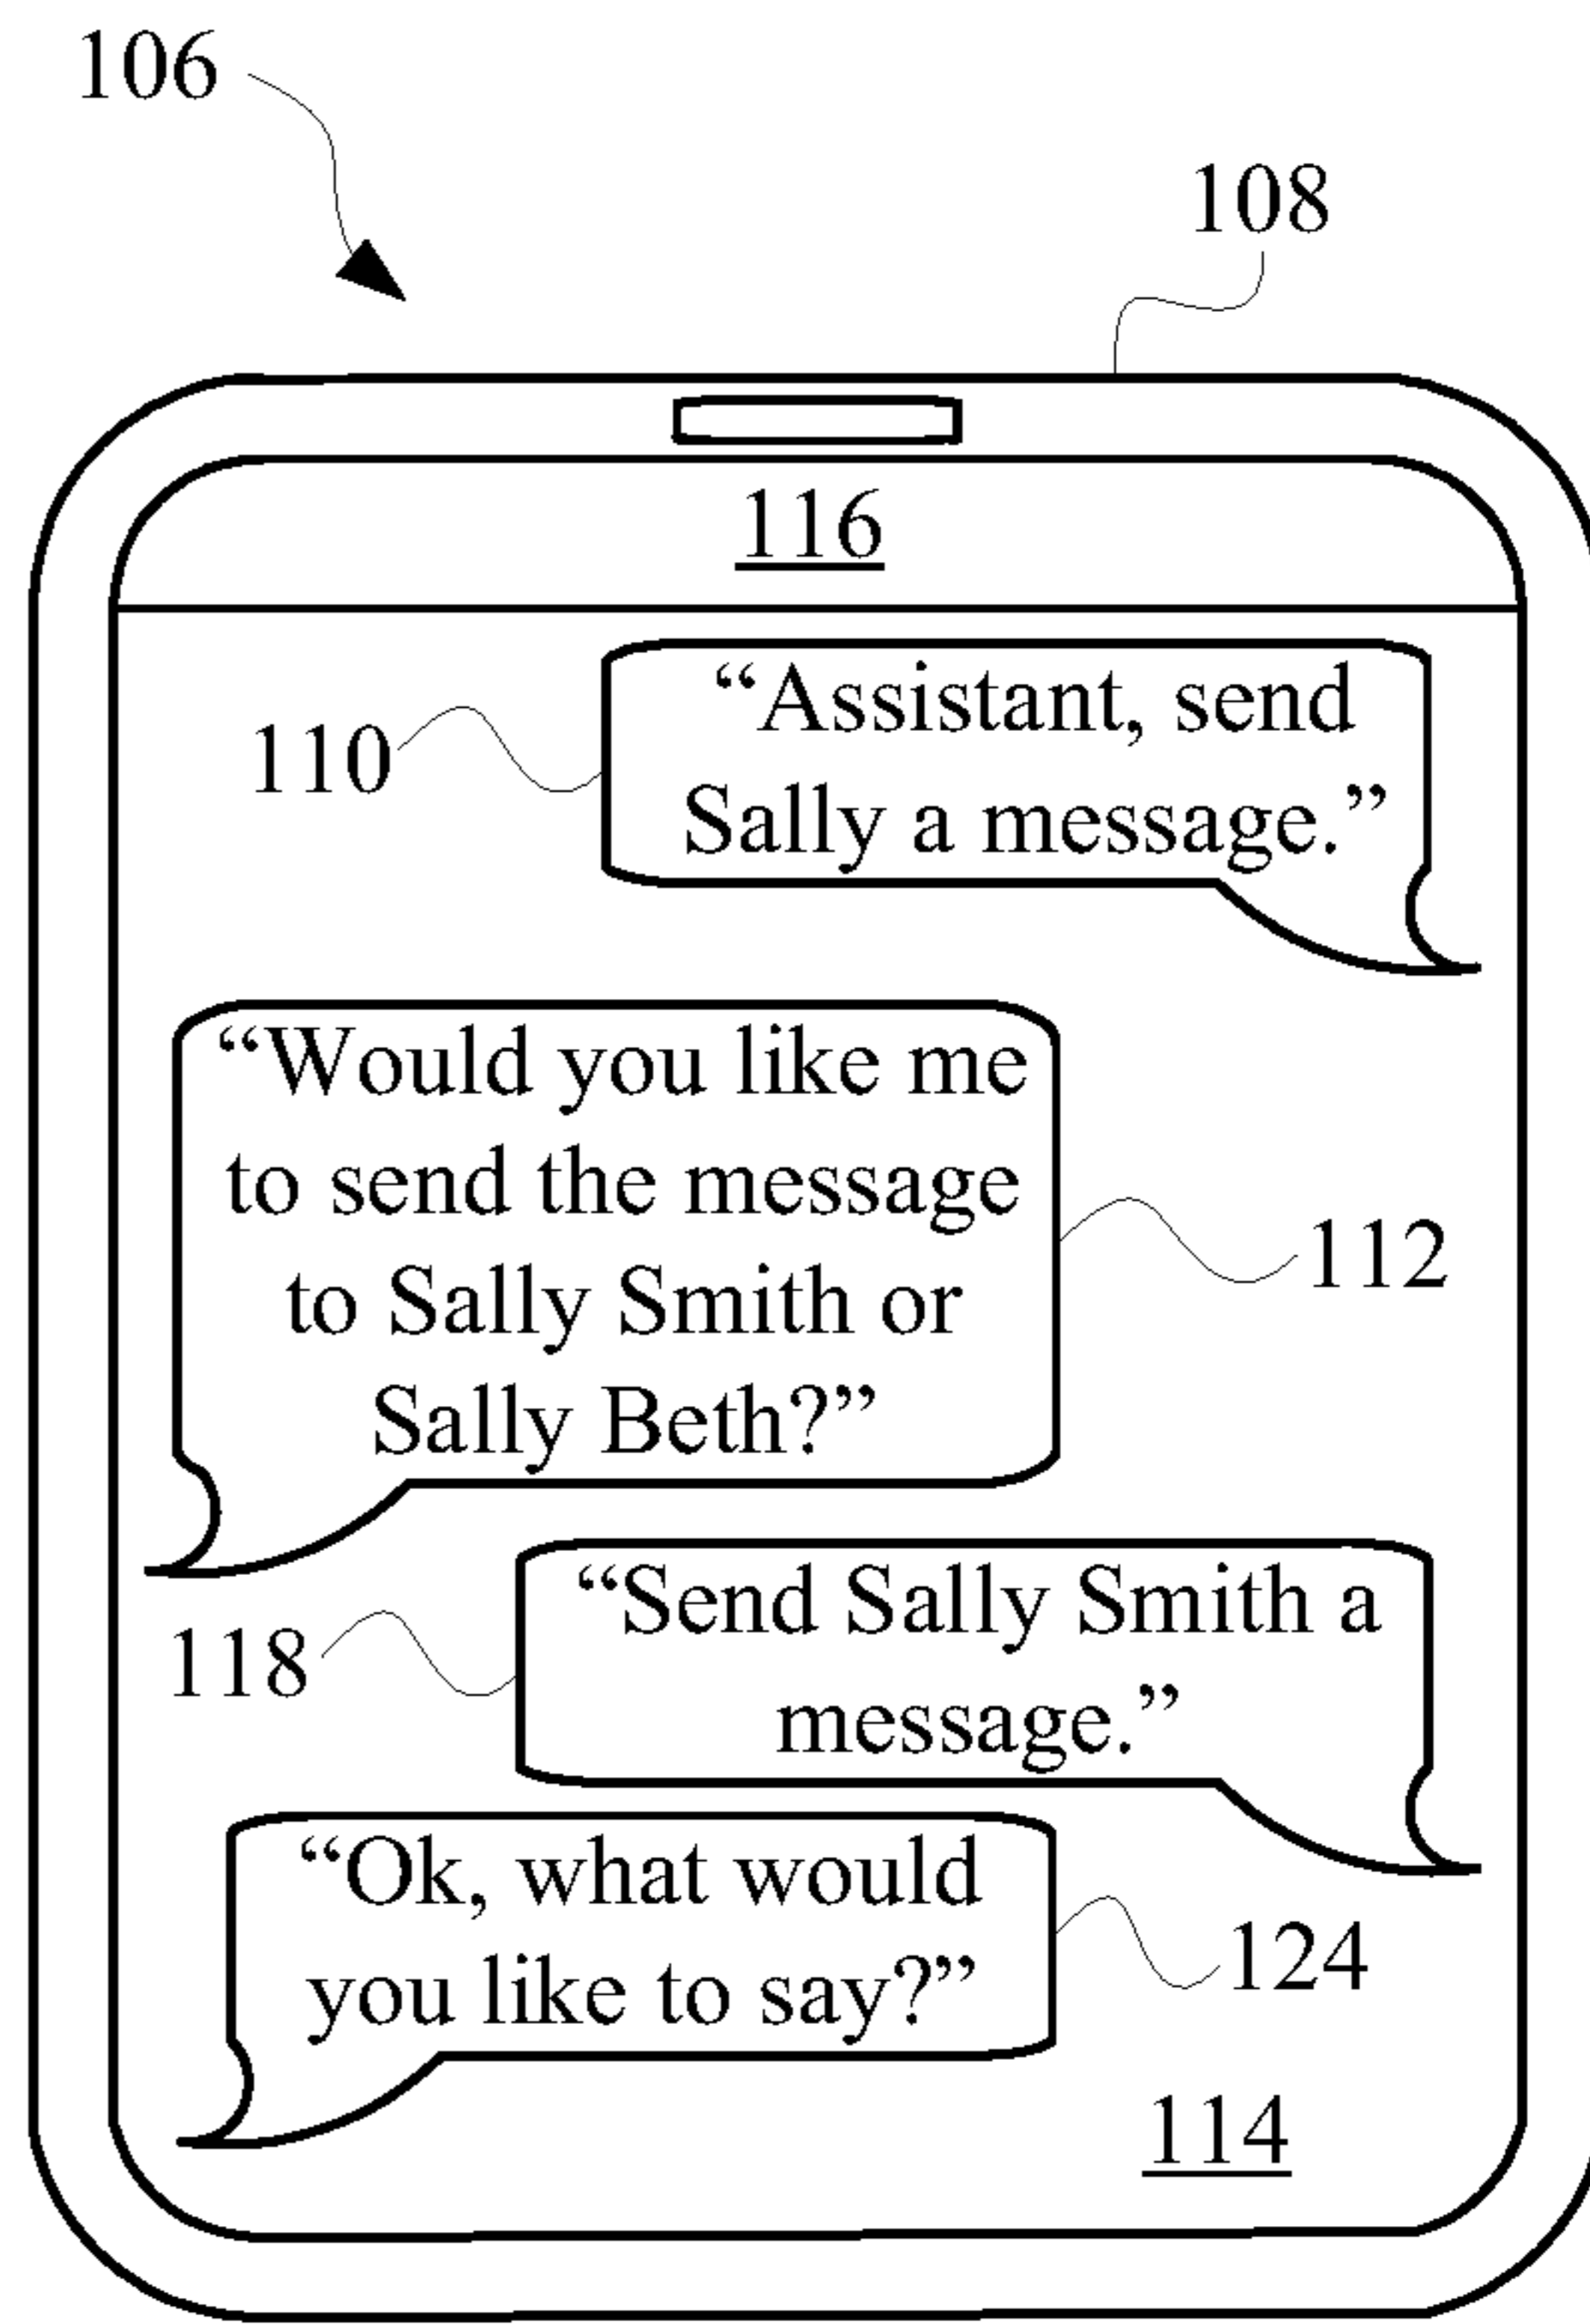 106
108
116
110
“Assistant, send
Sally a message.”
“Would you like me
to send the message
to Sally Smith or
Sally Beth?”
112
“Send Sally Smith a
message.”
118
“Ok, what would
you like to say?”
124
114